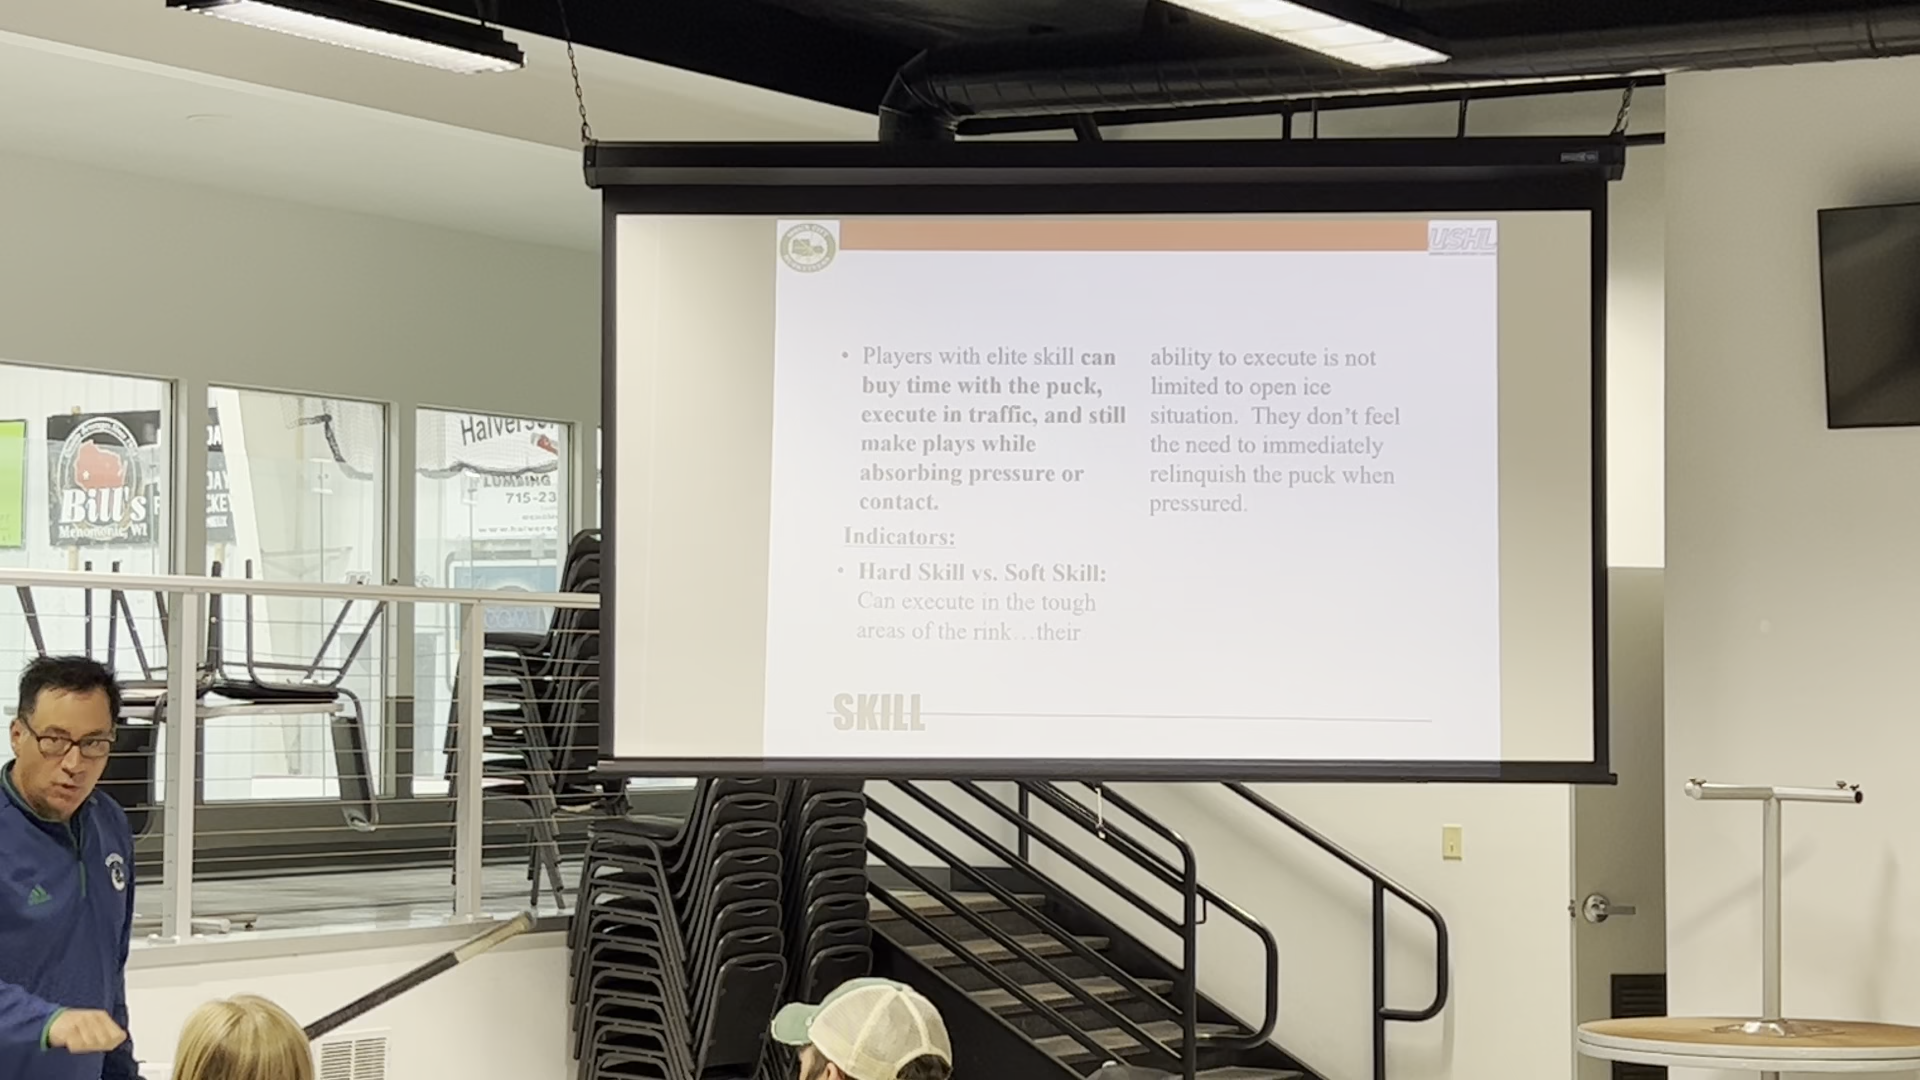 USHL
• Players with elite skill can
buy time with the puck,
execute in traffic, and still
make plays while
absorbing pressure or
contact.
Indicators:
• Hard Skill vs. Soft Skill:
Can execute in the tough
areas of the rink…their
ability to execute is not
limited to open ice
situation. They don’t feel
the need to immediately
relinquish the puck when
pressured.
SKILL
Bill's
Menomonie, WI
Halverson
LUMBING
715-23